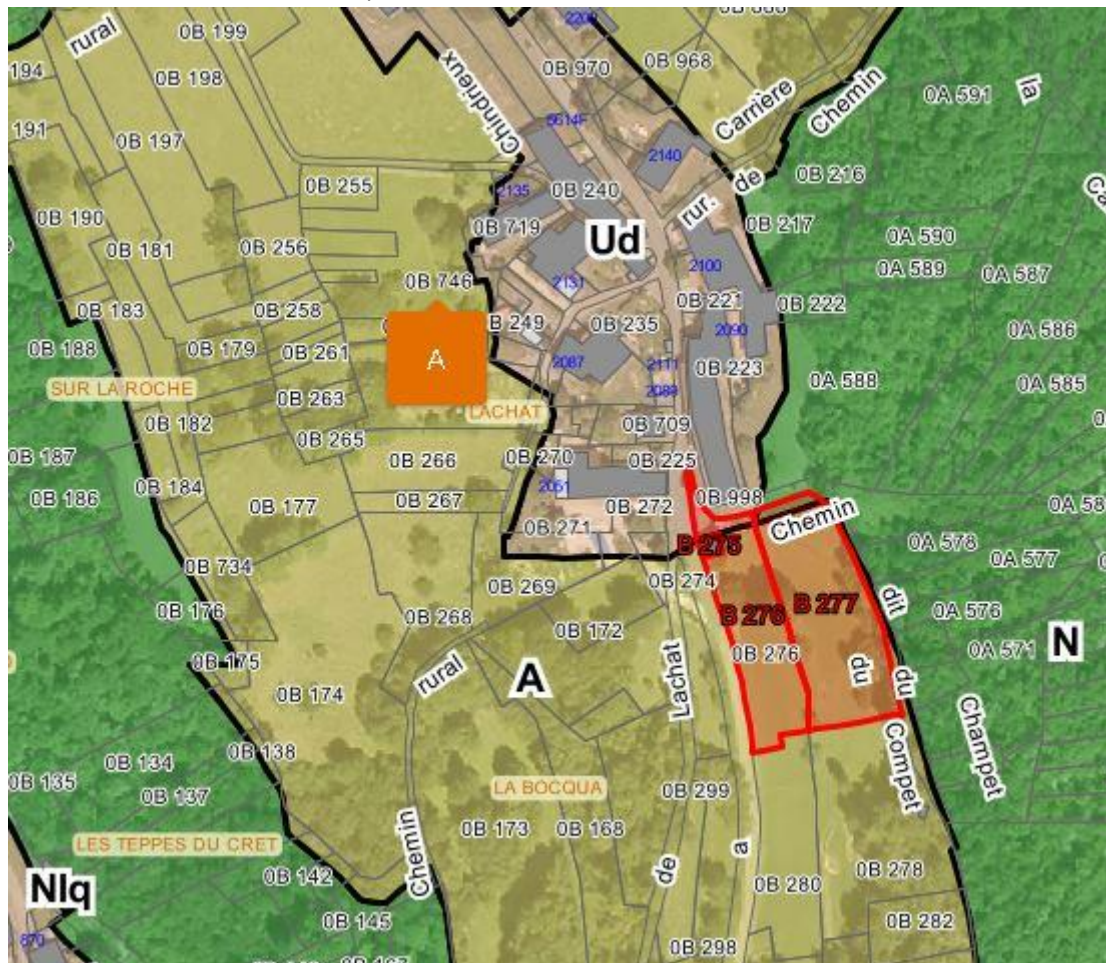 2200
0B 199
rural
194
0B 198
0B 970
0B 968
0A 591
la
Chindrieux
5614F
Carrière
Chemin
191
0B 197
2140
0B 255
2135
0B 240
de
0B 216
0B 190
0B 719
rur.
0B 217
0B 181
0B 256
Ud
0A 590
0B 746
2131
2100
0A 589
0A 587
0B 183
0B 258
B 249
0B 235
0B 221
0B 222
0A 586
0B 188
0B 179
0B 261
A
2087
2111
2090
0B 223
SUR LA ROCHE
0B 263
2089
0A 588
0A 585
LACHAT
0B 182
0B 265
0B 709
0B 187
0B 266
0B 270
0B 225
0B 186
0B 184
0B 177
0B 267
2051
0B 272
0B 998
0A 58
0B 271
Chemin
B 275
0A 578
0A 577
0B 734
0B 269
0B 274
dit
0B 176
0B 268
0B 172
B 276
B 277
0A 576
0B 175
0B 276
0A 571
N
rural
A
du
du
0B 174
Lachat
Compet
Champet
0B 138
0B 134
0B 135
0B 137
LA BOCQUA
0B 299
0B 173
0B 168
LES TEPPES DU CRET
Chemin
a
de
0B 142
0B 278
Nlq
0B 280
0B 145
0B 282
870
0B 298